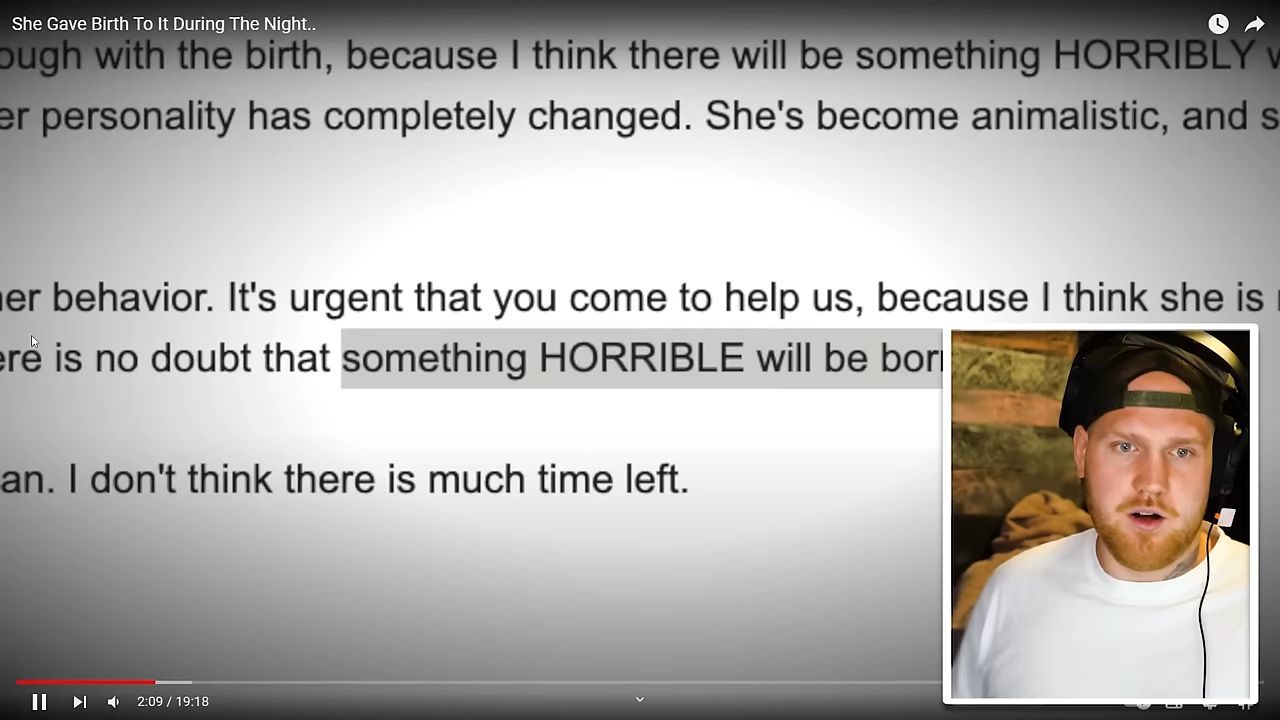 She Gave Birth To It During The Night..
ough with the birth, because I think there will be something HORRIBLY
er personality has completely changed. She's become animalistic, and
her behavior. It's urgent that you come to help us, because I think she is
ere is no doubt that something HORRIBLE will be born
an. I don't think there is much time left.
2:09 / 19:18